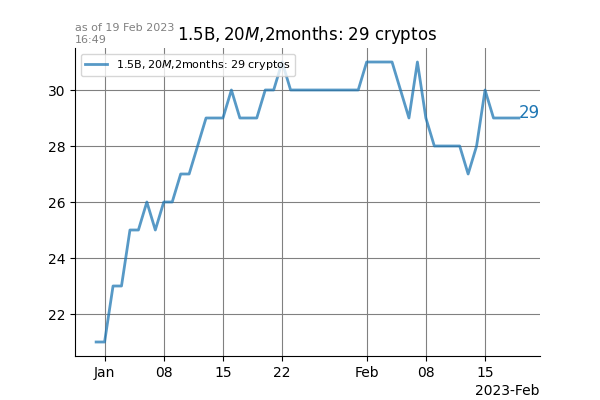 as of 19 Feb 2023
16:49
1.5B, 20M,2months: 29 cryptos
1.5B, 20M,2months: 29 cryptos
30
28
26
24
22
29
Jan 08 15 22 Feb 08 15
2023-Feb